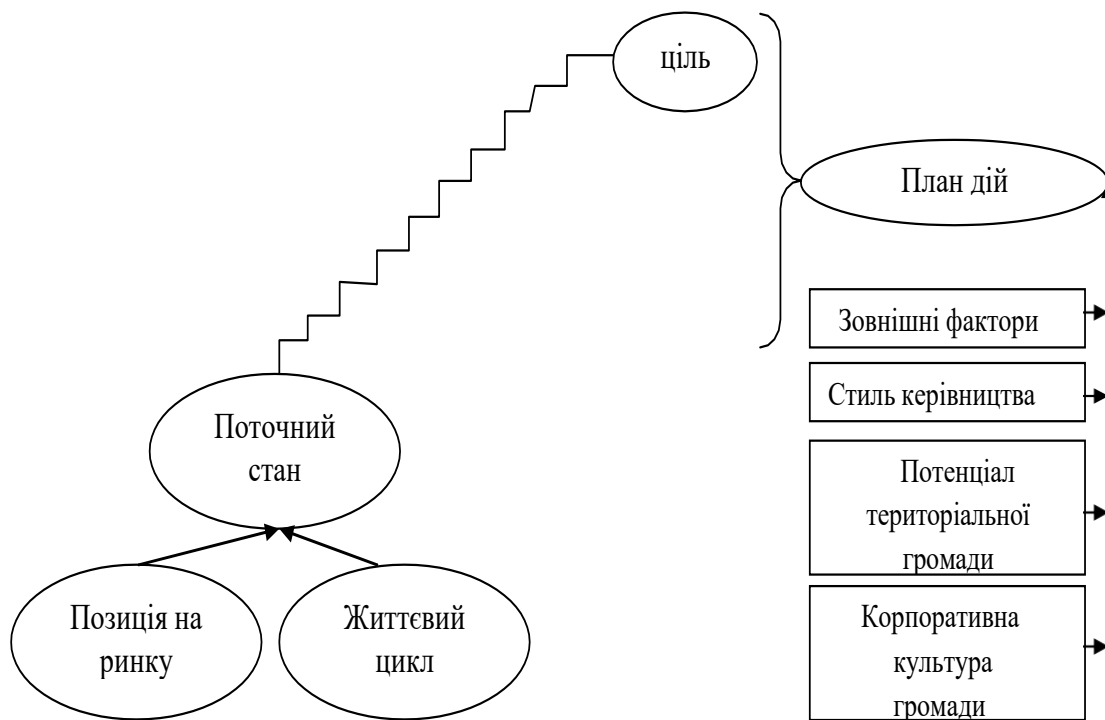 ціль
План дій
Зовнішні фактори
Стиль керівництва
Поточний
стан
Потенціал
територіальної
громади
Позиція на
ринку
Життєвий
цикл
Корпоративна
культура
громади